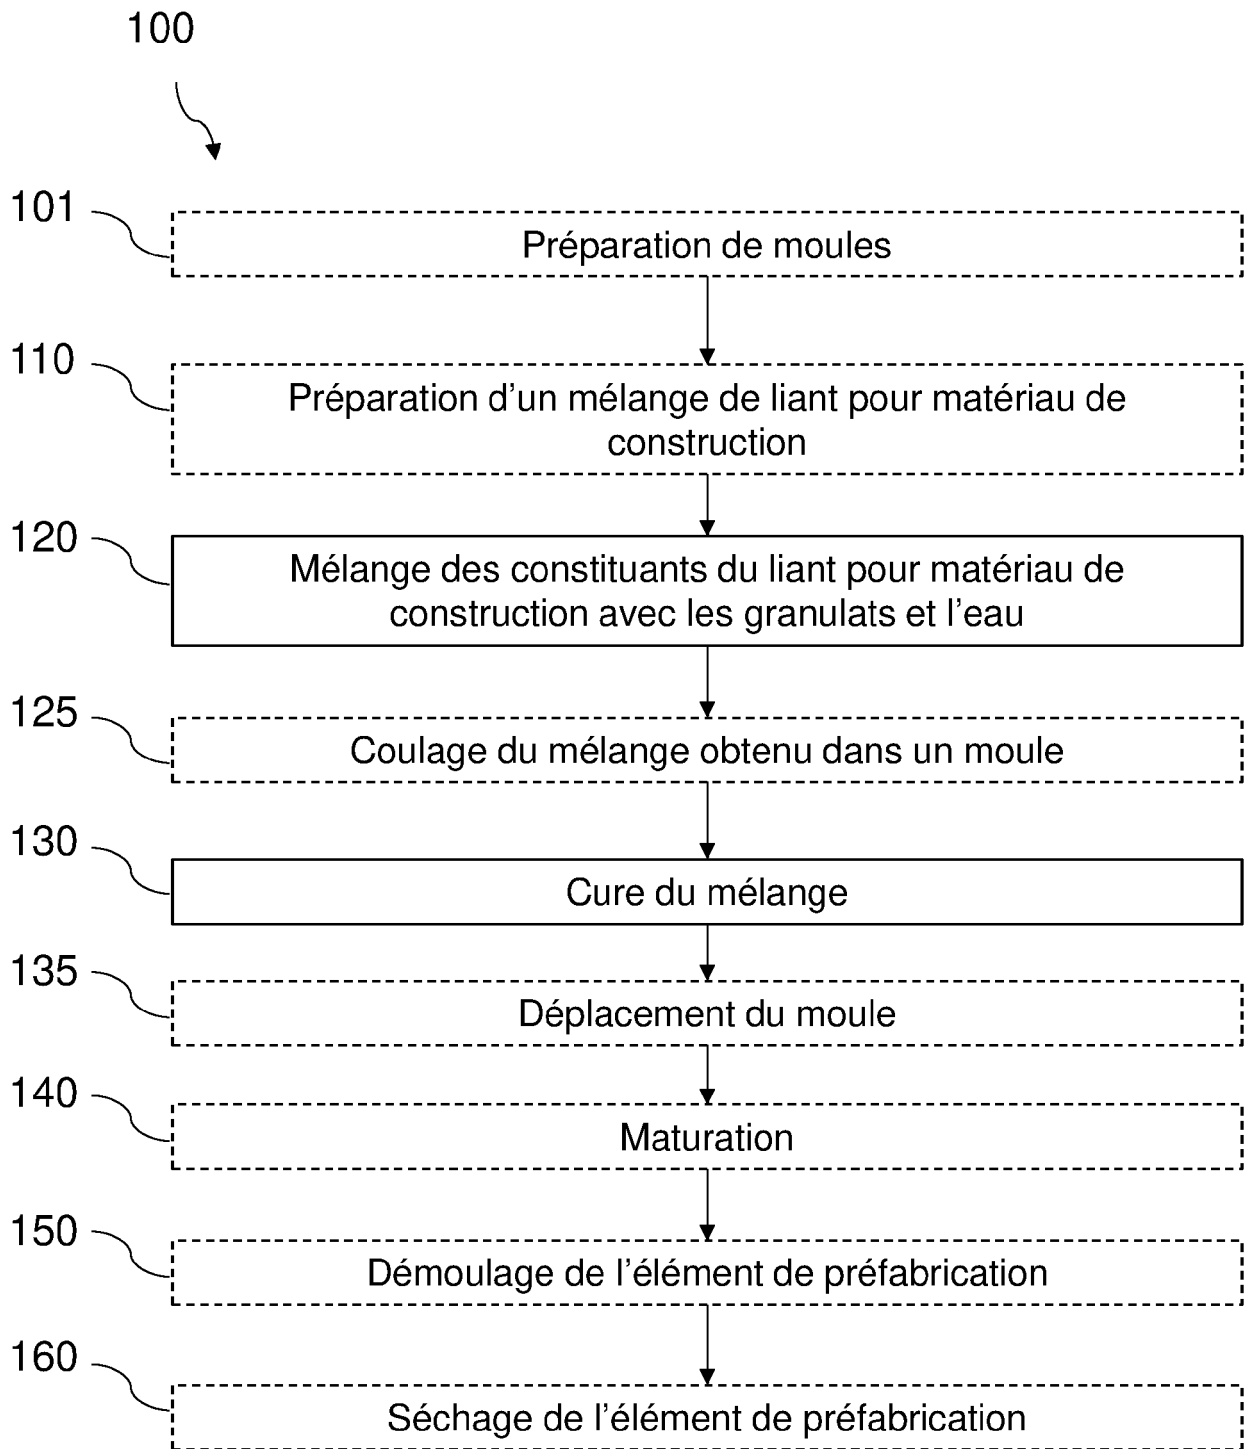 100
101
Préparation de moules
110
Préparation d’un mélange de liant pour matériau de
construction
120
Mélange des constituants du liant pour matériau de
construction avec les granulats et l’eau
125
Coulage du mélange obtenu dans un moule
130
Cure du mélange
135
Déplacement du moule
140
Maturation
150
Démoulage de l’élément de préfabrication
160
Séchage de l’élément de préfabrication